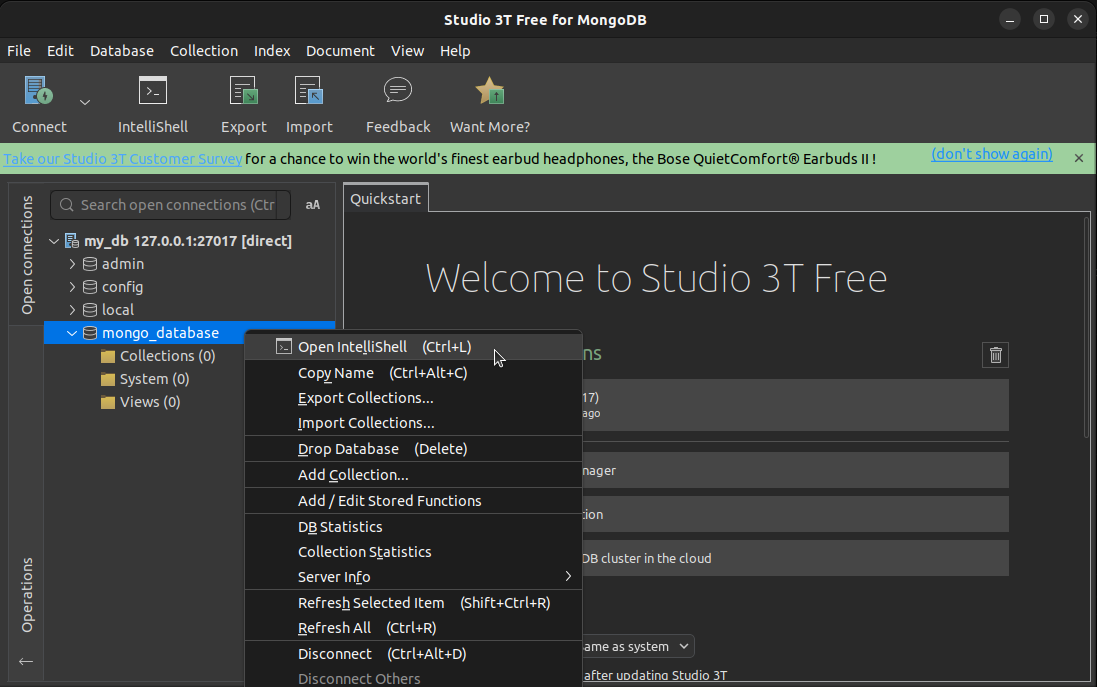 Studio 3T Free for MongoDB
File Edit Database Collection Index Document View Help
Connect IntelliShell Export Import Feedback Want More?
Take our Studio 3T Customer Survey for a chance to win the world's finest earbud headphones, the Bose QuietComfort® Earbuds II ! (don't show again)
Open connections
Search open connections (Ctr
aA
my_db 127.0.0.1:27017 [direct]
admin
config
local
mongo_database
Collections (0)
System (0)
Views (0)
Operations
Quickstart
Welcome to Studio 3T Free
Open IntelliShell (Ctrl+L)
Copy Name (Ctrl+Alt+C)
Export Collections...
Import Collections...
Drop Database (Delete)
Add Collection...
Add / Edit Stored Functions
DB Statistics
Collection Statistics
Server Info
Refresh Selected Item (Shift+Ctrl+R)
Refresh All (Ctrl+R)
Disconnect (Ctrl+Alt+D)
Disconnect Others
ns
17)
ago
nager
tion
DB cluster in the cloud
ame as system
after updating Studio 3T